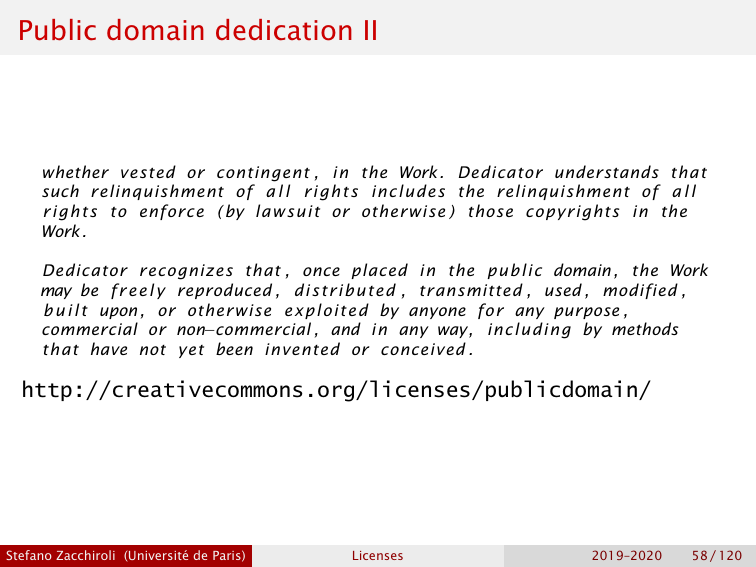 Public domain dedication II
whether vested or contingent, in the Work. Dedicator understands that
such relinquishment of all rights includes the relinquishment of all
rights to enforce (by lawsuit or otherwise) those copyrights in the
Work.
Dedicator recognizes that, once placed in the public domain, the Work
may be freely reproduced, distributed, transmitted, used, modified,
built upon, or otherwise exploited by anyone for any purpose,
commercial or non–commercial, and in any way, including by methods
that have not yet been invented or conceived.
http://creativecommons.org/licenses/publicdomain/
Stefano Zacchiroli (Université de Paris) Licenses 2019–2020 58/120